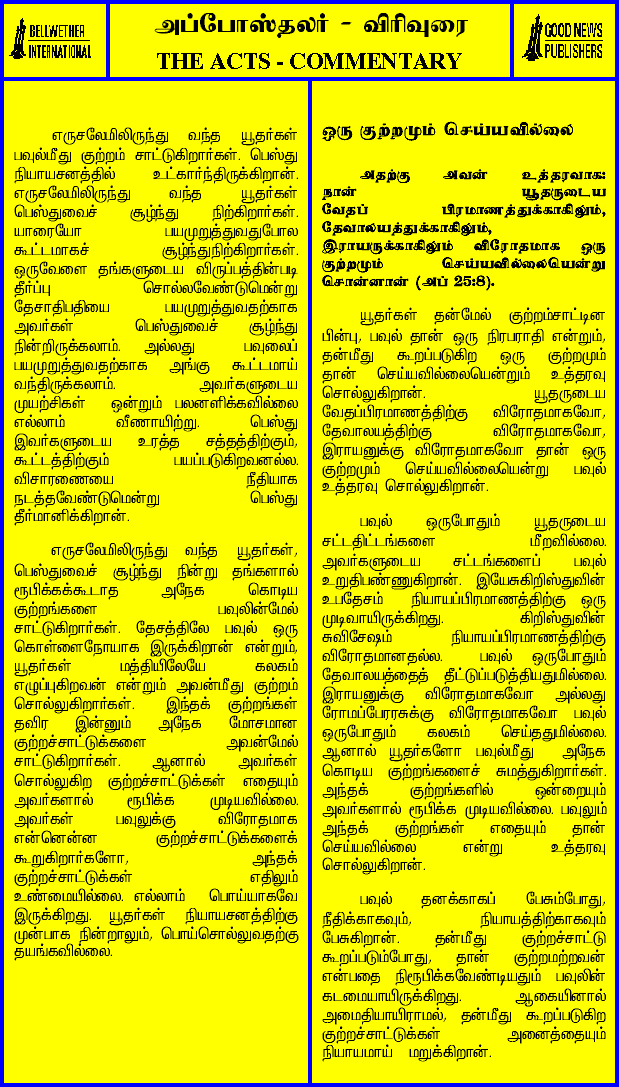 BELLWETHER
INTERNATIONAL
அப்போஸ்தலர் - விரிவுரை
THE ACTS - COMMENTARY
GOOD NEWS
PUBLISHERS
எருசலேமிலிருந்து வந்த யூதர்கள்
பவுல்மீது குற்றம் சாட்டுகிறார்கள். பெஸ்து
நியாயசனத்தில் உட்கார்ந்திருக்கிறான்.
எருசலேமிலிருந்து வந்த யூதர்கள்
பெஸ்துவைச் சூழ்ந்து நிற்கிறார்கள்.
யாரையோ பயமுறுத்துவதுபோல
கூட்டமாகச் சூழ்ந்துநிற்கிறார்கள்.
ஒருவேளை தங்களுடைய விருப்பத்தின்படி
தீர்ப்பு சொல்லவேண்டுமென்று
தேசாதிபதியை பயமுறுத்துவதற்காக
அவர்கள் பெஸ்துவைச் சூழ்ந்து
நின்றிருக்கலாம். அல்லது பவுலைப்
பயமுறுத்துவதற்காக அங்கு கூட்டமாய்
வந்திருக்கலாம். அவர்களுடைய
முயற்சிகள் ஒன்றும் பலனளிக்கவில்லை
எல்லாம் வீணாயிற்று. பெஸ்து
இவர்களுடைய உரத்த சத்தத்திற்கும்,
கூட்டத்திற்கும் பயப்படுகிறவனல்ல.
விசாரணையை நீதியாக
நடத்தவேண்டுமென்று பெஸ்து
தீர்மானிக்கிறான்.
எருசலேமிலிருந்து வந்த யூதர்கள்,
பெஸ்துவைச் சூழ்ந்து நின்று தங்களால்
ரூபிக்கக்கூடாத அநேக கொடிய
குற்றங்களை பவுலின்மேல்
சாட்டுகிறார்கள். தேசத்திலே பவுல் ஒரு
கொள்ளைநோயாக இருக்கிறான் என்றும்,
யூதர்கள் மத்தியிலேயே கலகம்
எழுப்புகிறவன் என்றும் அவன்மீது குற்றம்
சொல்லுகிறார்கள். இந்தக் குற்றங்கள்
தவிர இன்னும் அநேக மோசமான
குற்றச்சாட்டுக்களை அவன்மேல்
சாட்டுகிறார்கள். ஆனால் அவர்கள்
சொல்லுகிற குற்றச்சாட்டுக்கள் எதையும்
அவர்களால் ரூபிக்க முடியவில்லை.
அவர்கள் பவுலுக்கு விரோதமாக
என்னென்ன குற்றச்சாட்டுக்களைக்
கூறுகிறார்களோ, அந்தக்
குற்றச்சாட்டுக்கள் எதிலும்
உண்மையில்லை. எல்லாம் பொய்யாகவே
இருக்கிறது. யூதர்கள் நியாயசனத்திற்கு
முன்பாக நின்றாலும், பொய்சொல்லுவதற்கு
தயங்கவில்லை.
ஒரு குற்றமும் செய்யவில்லை
அதற்கு அவன் உத்தரவாக:
நான் யூதருடைய
வேதப் பிரமாணத்துக்காகிலும்,
தேவாலயத்துக்காகிலும்,
இராயருக்காகிலும் விரோதமாக ஒரு
குற்றமும் செய்யவில்லையென்று
சொன்னான் (அப் 25:8).
யூதர்கள் தன்மேல் குற்றம்சாட்டின
பின்பு, பவுல் தான் ஒரு நிரபராதி என்றும்,
தன்மீது கூறப்படுகிற ஒரு குற்றமும்
தான் செய்யவில்லையென்றும் உத்தரவு
சொல்லுகிறான். யூதருடைய
வேதப்பிரமாணத்திற்கு விரோதமாகவோ,
தேவாலயத்திற்கு விரோதமாகவோ,
இராயனுக்கு விரோதமாகவோ தான் ஒரு
குற்றமும் செய்யவில்லையென்று பவுல்
உத்தரவு சொல்லுகிறான்.
பவுல் ஒருபோதும் யூதருடைய
சட்டதிட்டங்களை மீறவில்லை.
அவர்களுடைய சட்டங்களைப் பவுல்
உறுதிபண்ணுகிறான். இயேசுகிறிஸ்துவின்
உபதேசம் நியாயப்பிரமாணத்திற்கு ஒரு
முடிவாயிருக்கிறது. கிறிஸ்துவின்
சுவிசேஷம் நியாயப்பிரமாணத்திற்கு
விரோதமானதல்ல. பவுல் ஒருபோதும்
தேவாலயத்தைத் தீட்டுப்படுத்தியதுமில்லை.
இராயனுக்கு விரோதமாகவோ அல்லது
ரோமப்பேரரசுக்கு விரோதமாகவோ பவுல்
ஒருபோதும் கலகம் செய்ததுமில்லை.
ஆனால் யூதர்களோ பவுல்மீது அநேக
கொடிய குற்றங்களைச் சுமத்துகிறார்கள்.
அந்தக் குற்றங்களில் ஒன்றையும்
அவர்களால் ரூபிக்க முடியவில்லை. பவுலும்
அந்தக் குற்றங்கள் எதையும் தான்
செய்யவில்லை என்று உத்தரவு
சொல்லுகிறான்.
பவுல் தனக்காகப் பேசும்போது,
நீதிக்காகவும், நியாயத்திற்காகவும்
பேசுகிறான். தன்மீது குற்றச்சாட்டு
கூறப்படும்போது, தான் குற்றமற்றவன்
என்பதை நிரூபிக்கவேண்டியதும் பவுலின்
கடமையாயிருக்கிறது. ஆகையினால்
அமைதியாயிராமல், தன்மீது கூறப்படுகிற
குற்றச்சாட்டுக்கள் அனைத்தையும்
நியாயமாய் மறுக்கிறான்.